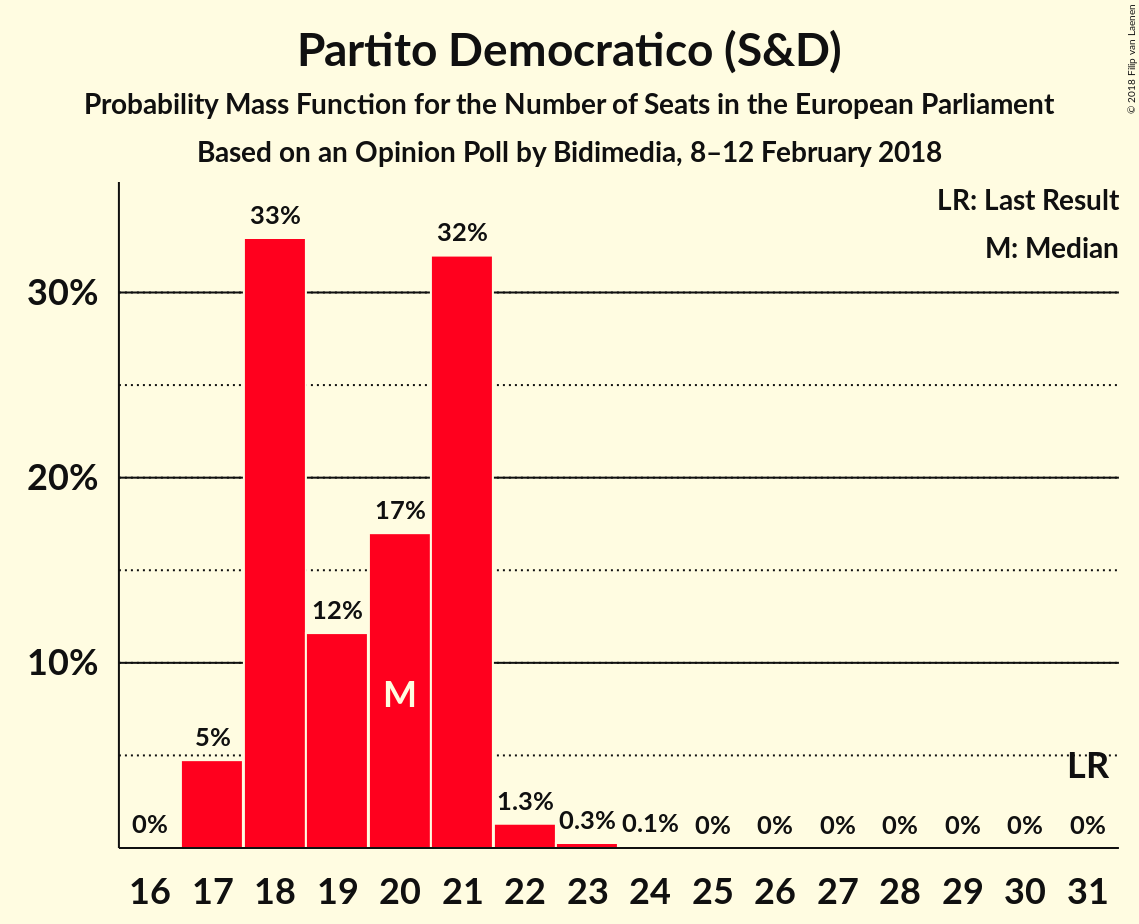 Partito Democratico (S&D)
Probability Mass Function for the Number of Seats in the European Parliament
Based on an Opinion Poll by Bidimedia, 8–12 February 2018
© 2018 Filip van Laenen
LR: Last Result
M: Median
33%
32%
30%
20%
17%
12%
10%
M
5%
LR
0%
1.3%
0.3%
0.1%
0%
0%
0%
0%
0%
0%
0%
16 17 18 19 20 21 22 23 24 25 26 27 28 29 30 31